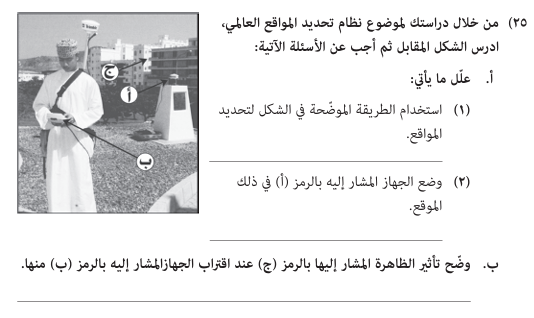 ٢٥) من خلال دراستك لموضوع نظام تحديد المواقع العالمي،
ادرس الشكل المقابل ثم أجب عن الأسئلة الآتية:
أ. علّل ما يأتي:
(١) استخدام الطريقة الموضّحة في الشكل لتحديد
المواقع.
(٢) وضع الجهاز المشار إليه بالرمز (أ) في ذلك
الموقع.
ب. وضّح تأثير الظاهرة المشار إليها بالرمز (ج) عند اقتراب الجهازالمشار إليه بالرمز (ب) منها.
ج
أ
ب